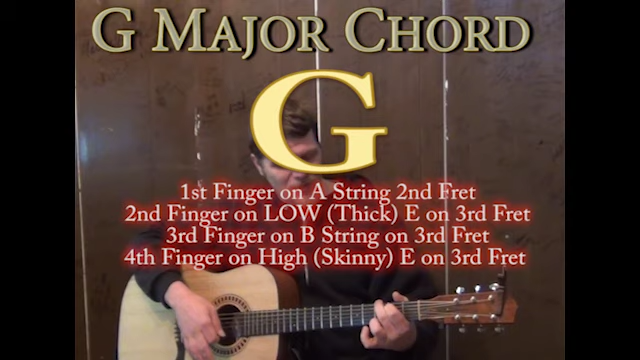 G Major Chord
G
1st Finger on A String 2nd Fret
2nd Finger on LOW (Thick) E on 3rd Fret
3rd Finger on B String on 3rd Fret
4th Finger on High (Skinny) E on 3rd Fret